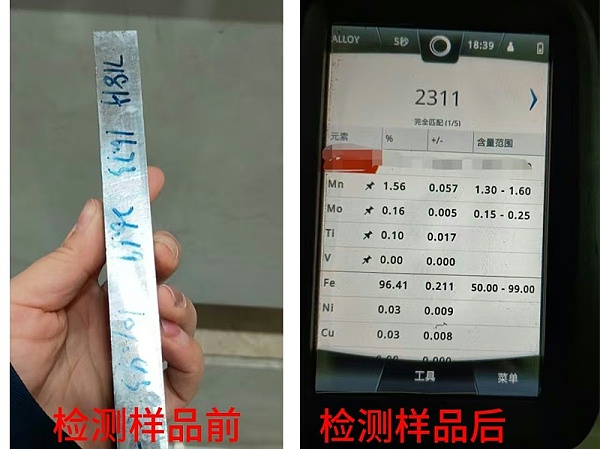 71814
1673
检测样品前
ALLOY 5秒 18:39
2311
完全匹配 (1/5)
元素 % +/- 含量范围
Mn 1.56 0.057 1.30 - 1.60
Mo 0.16 0.005 0.15 - 0.25
Ti 0.10 0.017
V 0.00 0.000
Fe 96.41 0.211 50.00 - 99.00
Ni 0.03 0.009
Cu 0.03 0.008
工具 菜单
检测样品后